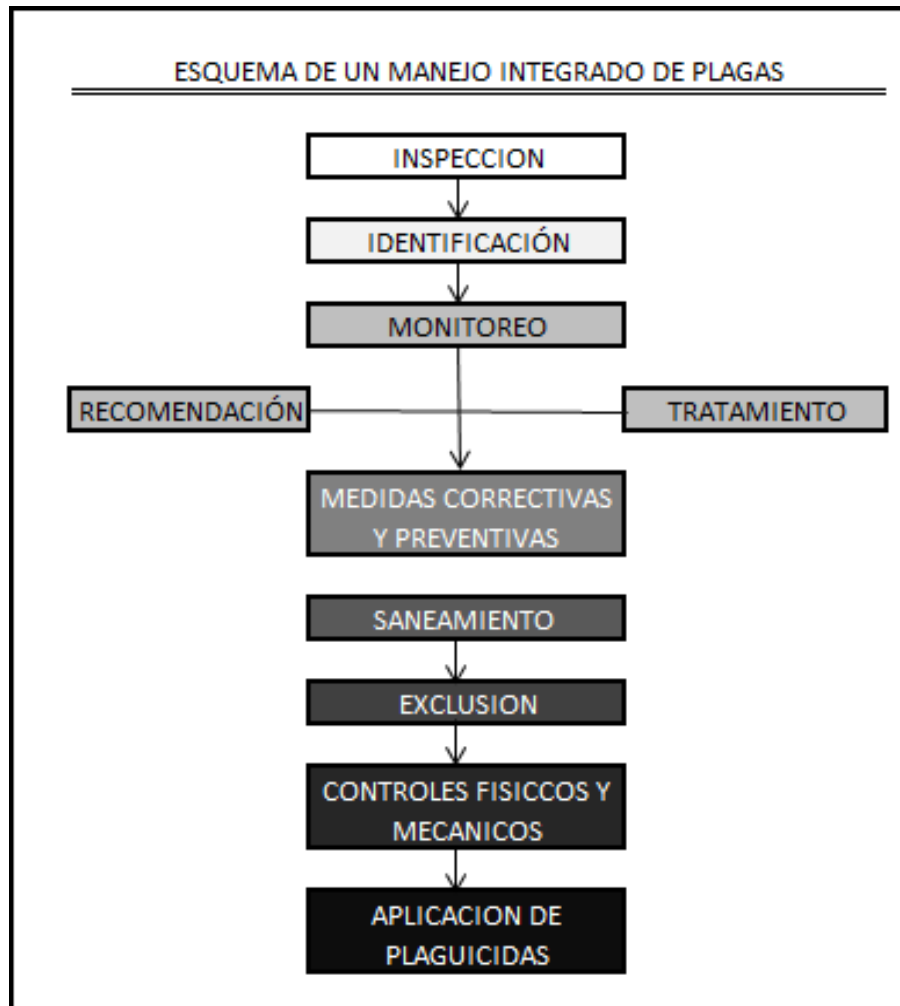 ESQUEMA DE UN MANEJO INTEGRADO DE PLAGAS
INSPECCION
IDENTIFICACIÓN
MONITOREO
RECOMENDACIÓN
TRATAMIENTO
MEDIDAS CORRECTIVAS
Y PREVENTIVAS
SANEAMIENTO
EXCLUSION
CONTROLES FISICCOS Y
MECANICOS
APLICACION DE
PLAGUICIDAS